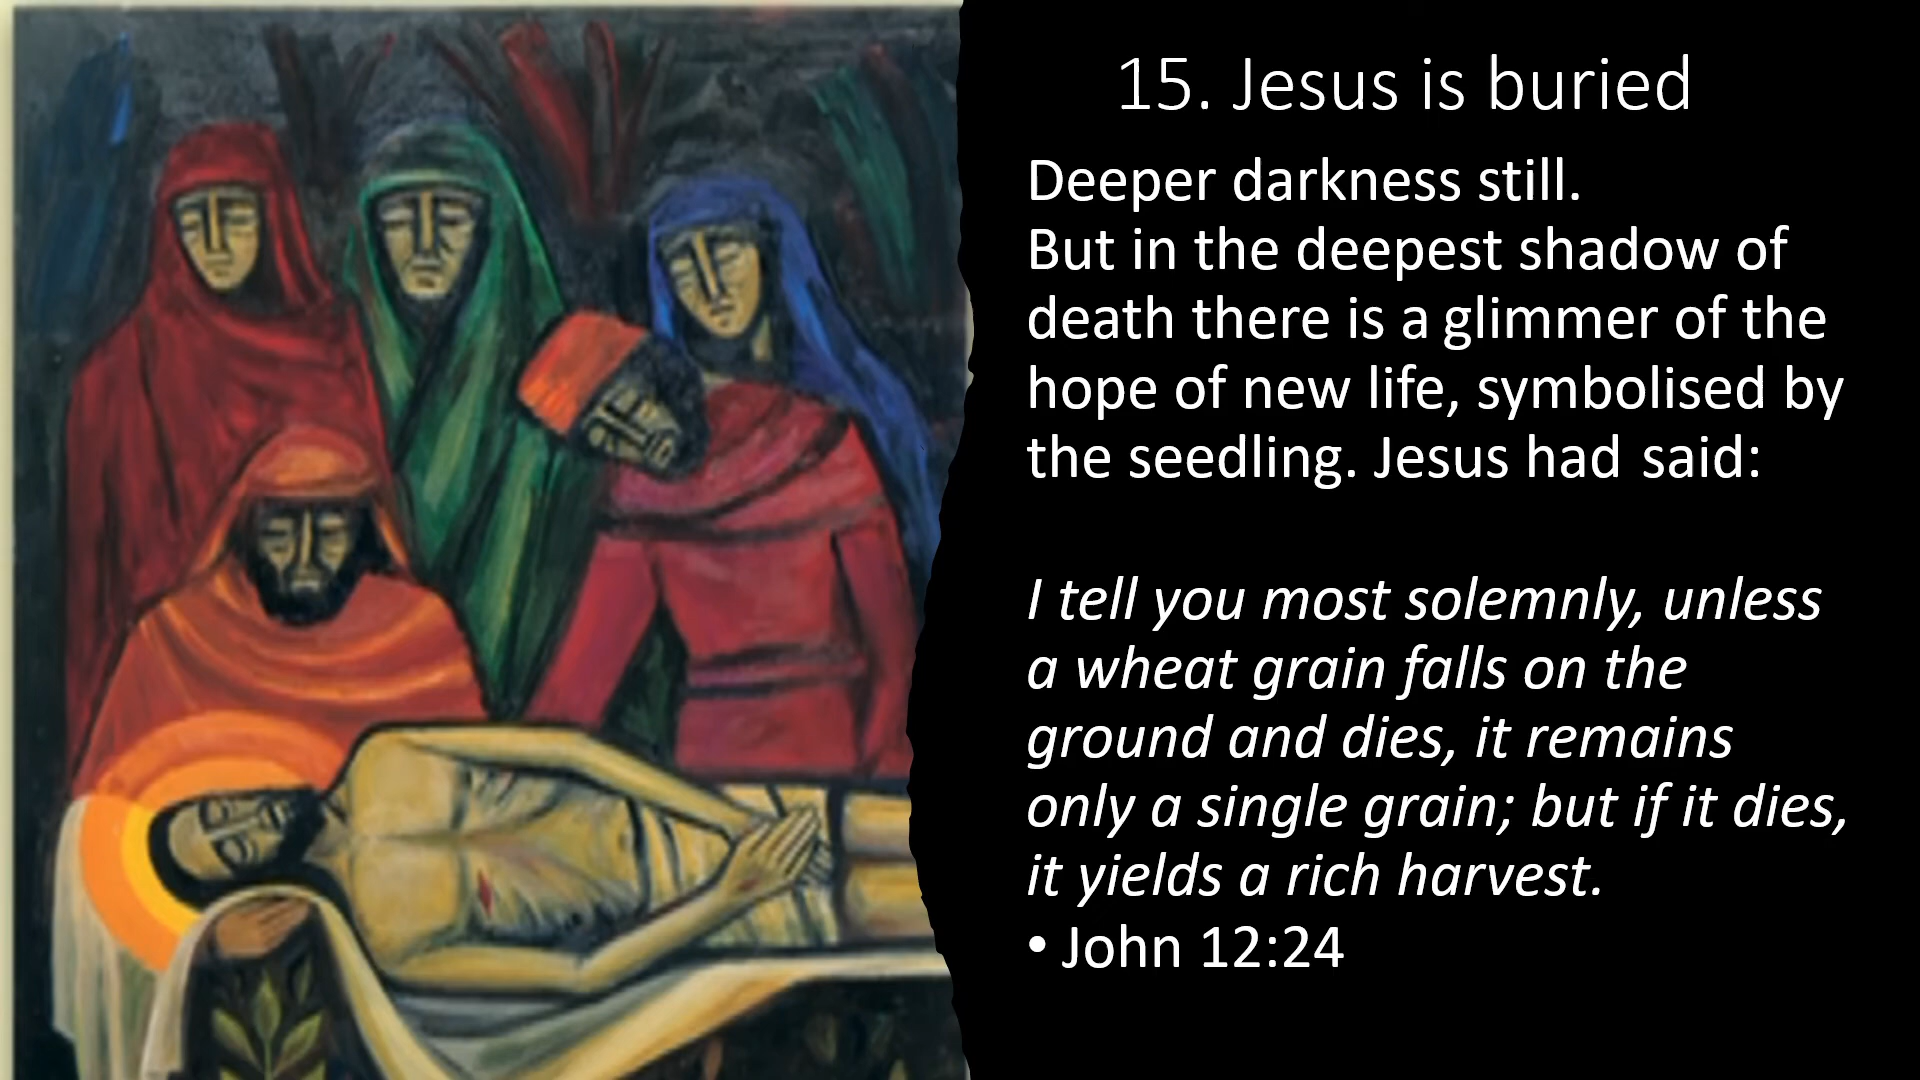 15. Jesus is buried
Deeper darkness still.
But in the deepest shadow of
death there is a glimmer of the
hope of new life, symbolised by
the seedling. Jesus had said:
I tell you most solemnly, unless
a wheat grain falls on the
ground and dies, it remains
only a single grain; but if it dies,
it yields a rich harvest.
• John 12:24